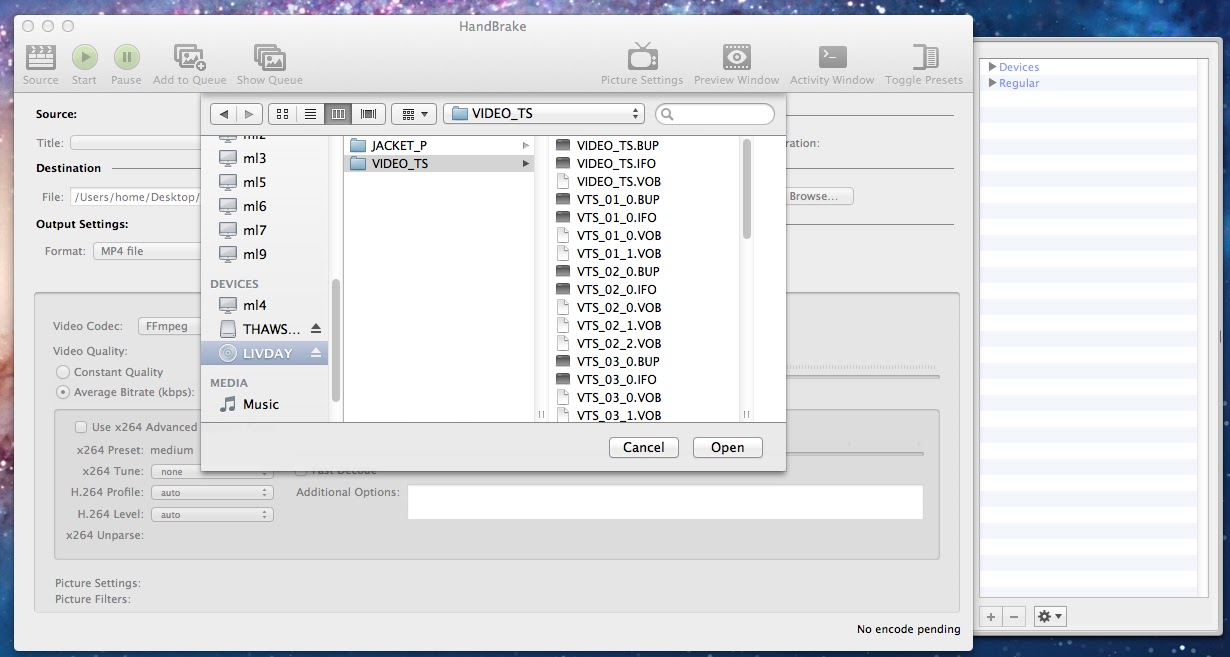 HandBrake
Source Start Pause Add to Queue Show Queue Picture Settings Preview Window Activity Window Toggle Presets
Source:
Title:
ration:
Destination
File: /Users/home/Desktop/
Browse...
Output Settings:
Format: MP4 file
Video Codec: FFmpeg
Video Quality:
Constant Quality
Average Bitrate (kbps):
Use x264 Advanced
x264 Preset: medium
x264 Tune: none
Fast Decode
H.264 Profile: auto
Additional Options:
H.264 Level: auto
x264 Unparse:
Picture Settings:
Picture Filters:
No encode pending
VIDEO_TS
ml2
ml3
ml5
ml6
ml7
ml9
DEVICES
ml4
THAWS...
LIVDAY
MEDIA
Music
JACKET_P
VIDEO_TS
VIDEO_TS.BUP
VIDEO_TS.IFO
VIDEO_TS.VOB
VTS_01_0.BUP
VTS_01_0.IFO
VTS_01_0.VOB
VTS_01_1.VOB
VTS_02_0.BUP
VTS_02_0.IFO
VTS_02_0.VOB
VTS_02_1.VOB
VTS_02_2.VOB
VTS_03_0.BUP
VTS_03_0.IFO
VTS_03_0.VOB
VTS_03_1.VOB
Cancel Open
Devices
Regular